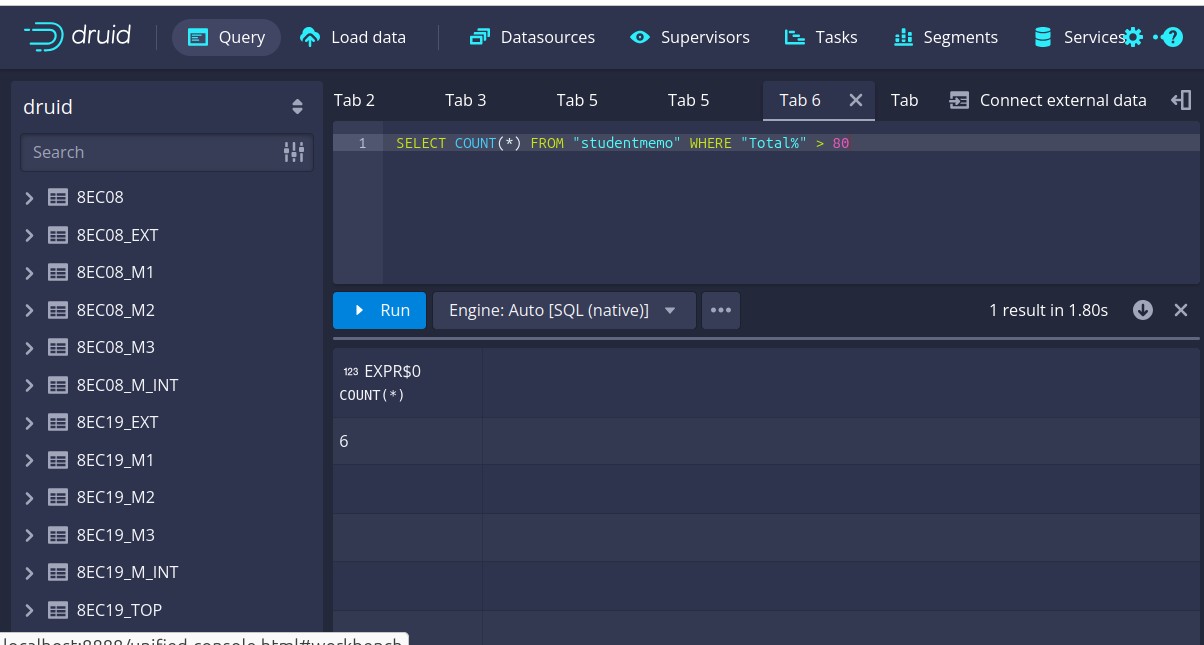 druid
Query
Load data
Datasources
Supervisors
Tasks
Segments
Services
druid
Search
8EC08
8EC08_EXT
8EC08_M1
8EC08_M2
8EC08_M3
8EC08_M_INT
8EC19_EXT
8EC19_M1
8EC19_M2
8EC19_M3
8EC19_M_INT
8EC19_TOP
Tab 2
Tab 3
Tab 5
Tab 5
Tab 6
Tab
Connect external data
1 SELECT COUNT(*) FROM "studentmemo" WHERE "Total%" > 80
Run
Engine: Auto [SQL (native)]
1 result in 1.80s
123 EXPR$0
COUNT(*)
6
localhost:8888/unified-console.html#workbench